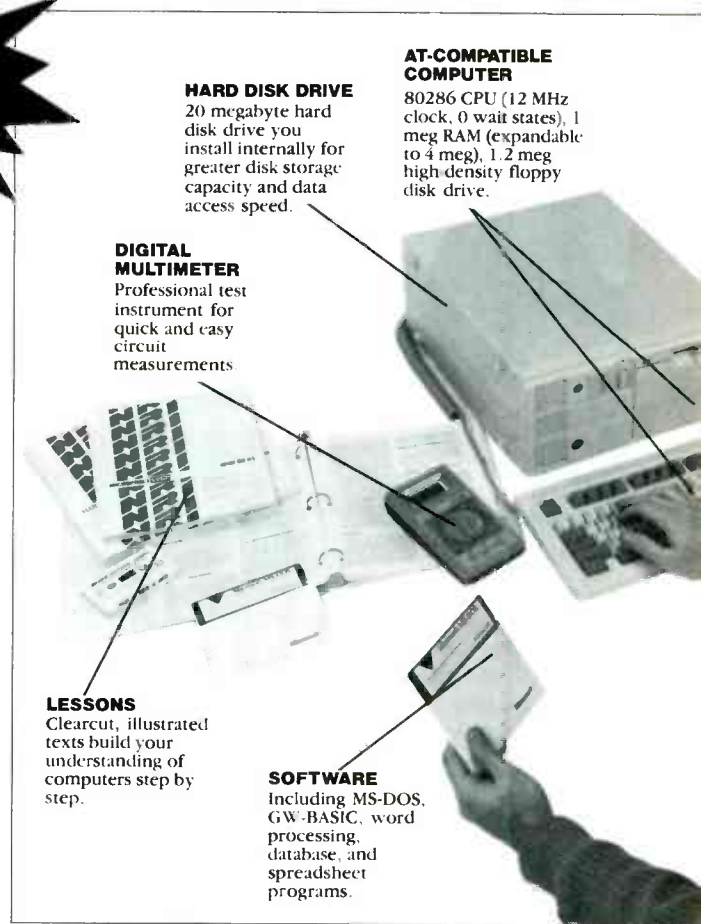 HARD DISK DRIVE
20 megabyte hard
disk drive you
install internally for
greater disk storage
capacity and data
access speed.
AT-COMPATIBLE
COMPUTER
80286 CPU (12 MHz
clock, 0 wait states), 1
meg RAM (expandable
to 4 meg), 1.2 meg
high-density floppy
disk drive.
DIGITAL
MULTIMETER
Professional test
instrument for
quick and easy
circuit
measurements
LESSONS
Clearcut, illustrated
texts build your
understanding of
computers step by
step.
SOFTWARE
Including MS-DOS,
GW-BASIC, word
processing,
database, and
spreadsheet
programs.